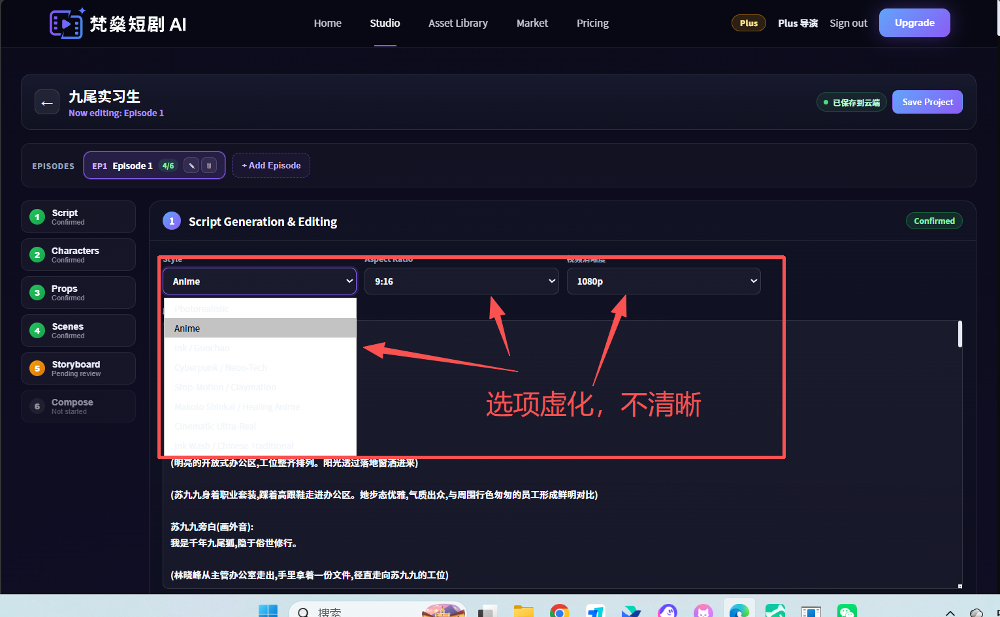 梵燊短剧 AI
Home
Studio
Asset Library
Market
Pricing
Plus
Plus 导演
Sign out
Upgrade
←
九尾实习生
Now editing: Episode 1
已保存到云端
Save Project
EPISODES
EP1 Episode 1 4/6
+ Add Episode
1
Script
Confirmed
2
Characters
Confirmed
3
Props
Confirmed
4
Scenes
Confirmed
5
Storyboard
Pending review
6
Compose
Not started
1
Script Generation & Editing
Confirmed
Style
Aspect Ratio
视频清晰度
Anime
9:16
1080p
Photorealistic
Anime
Ink / Guochao
Cyberpunk / Neon-Tech
Stop-Motion / Claymation
Makoto Shinkai / Healing Anime
Cinematic Ultra-Real
Ink Wash / Chinese Traditional
选项虚化，不清晰
(明亮的开放式办公区,工位整齐排列。阳光透过落地窗洒进来)
(苏九九身着职业套装,踩着高跟鞋走进办公区。她步态优雅,气质出众,与周围行色匆匆的员工形成鲜明对比)
苏九九旁白(画外音):
我是千年九尾狐,隐于俗世修行。
(林晓峰从主管办公室走出,手里拿着一份文件,径直走向苏九九的工位)
搜索